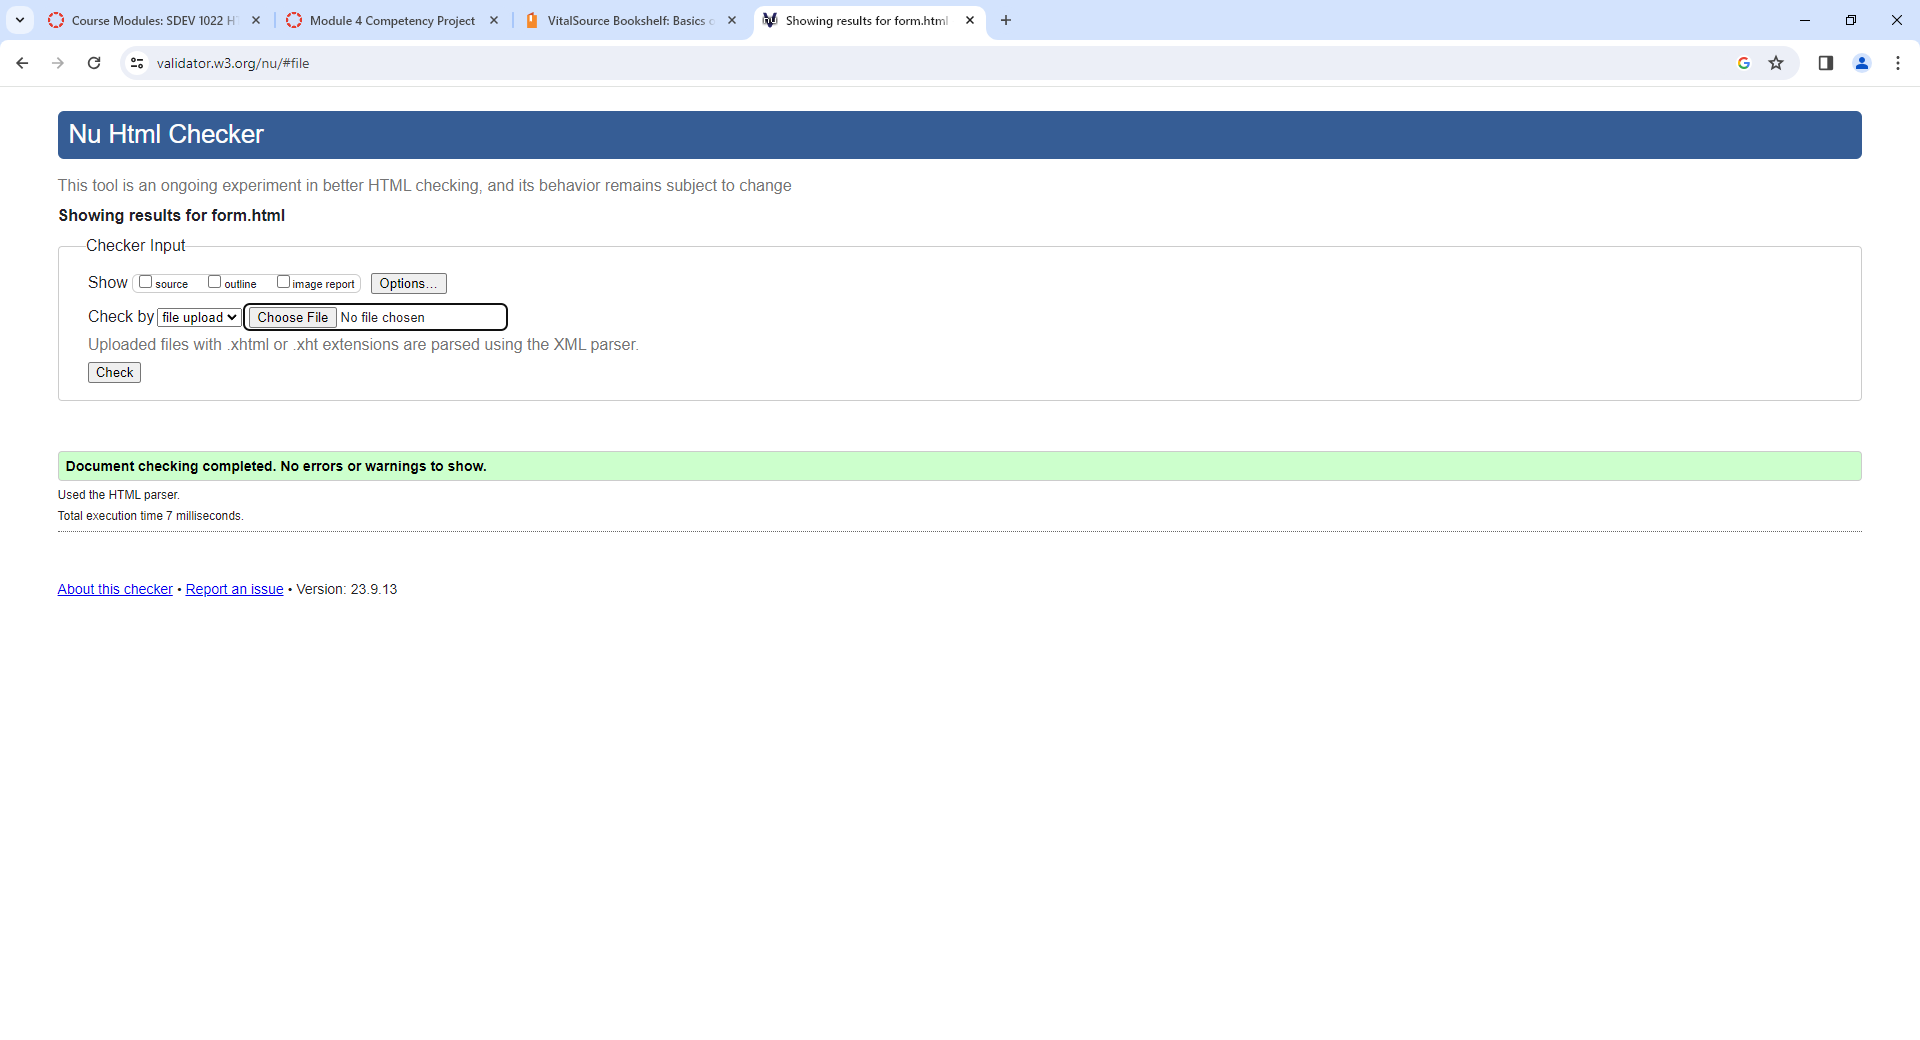 Course Modules: SDEV 1022 H
Module 4 Competency Project
VitalSource Bookshelf: Basics o
Showing results for form.html
validator.w3.org/nu/#file
Nu Html Checker
This tool is an ongoing experiment in better HTML checking, and its behavior remains subject to change
Showing results for form.html
Checker Input
Show source outline image report Options...
Check by file upload Choose File No file chosen
Uploaded files with .xhtml or .xht extensions are parsed using the XML parser.
Check
Document checking completed. No errors or warnings to show.
Used the HTML parser.
Total execution time 7 milliseconds.
About this checker • Report an issue • Version: 23.9.13